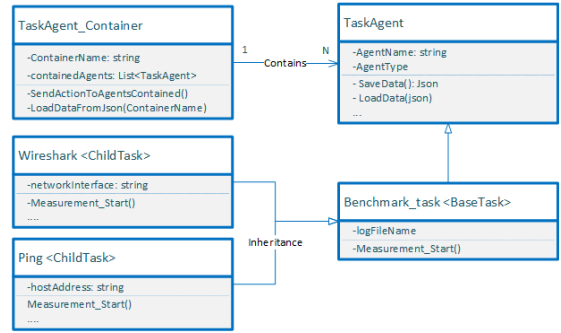 TaskAgent_Container
-ContainerName: string
-containedAgents: List<TaskAgent>
-SendActionToAgentsContained()
-LoadDataFromJson(ContainerName)
1
Contains
N
TaskAgent
-AgentName: string
-AgentType
- SaveData(): Json
- LoadData(json)
...
Wireshark <ChildTask>
-networkInterface: string
-Measurement_Start()
....
Ping <ChildTask>
-hostAddress: string
Measurement_Start()
....
Inheritance
Benchmark_task <BaseTask>
-logFileName
-Measurement_Start()